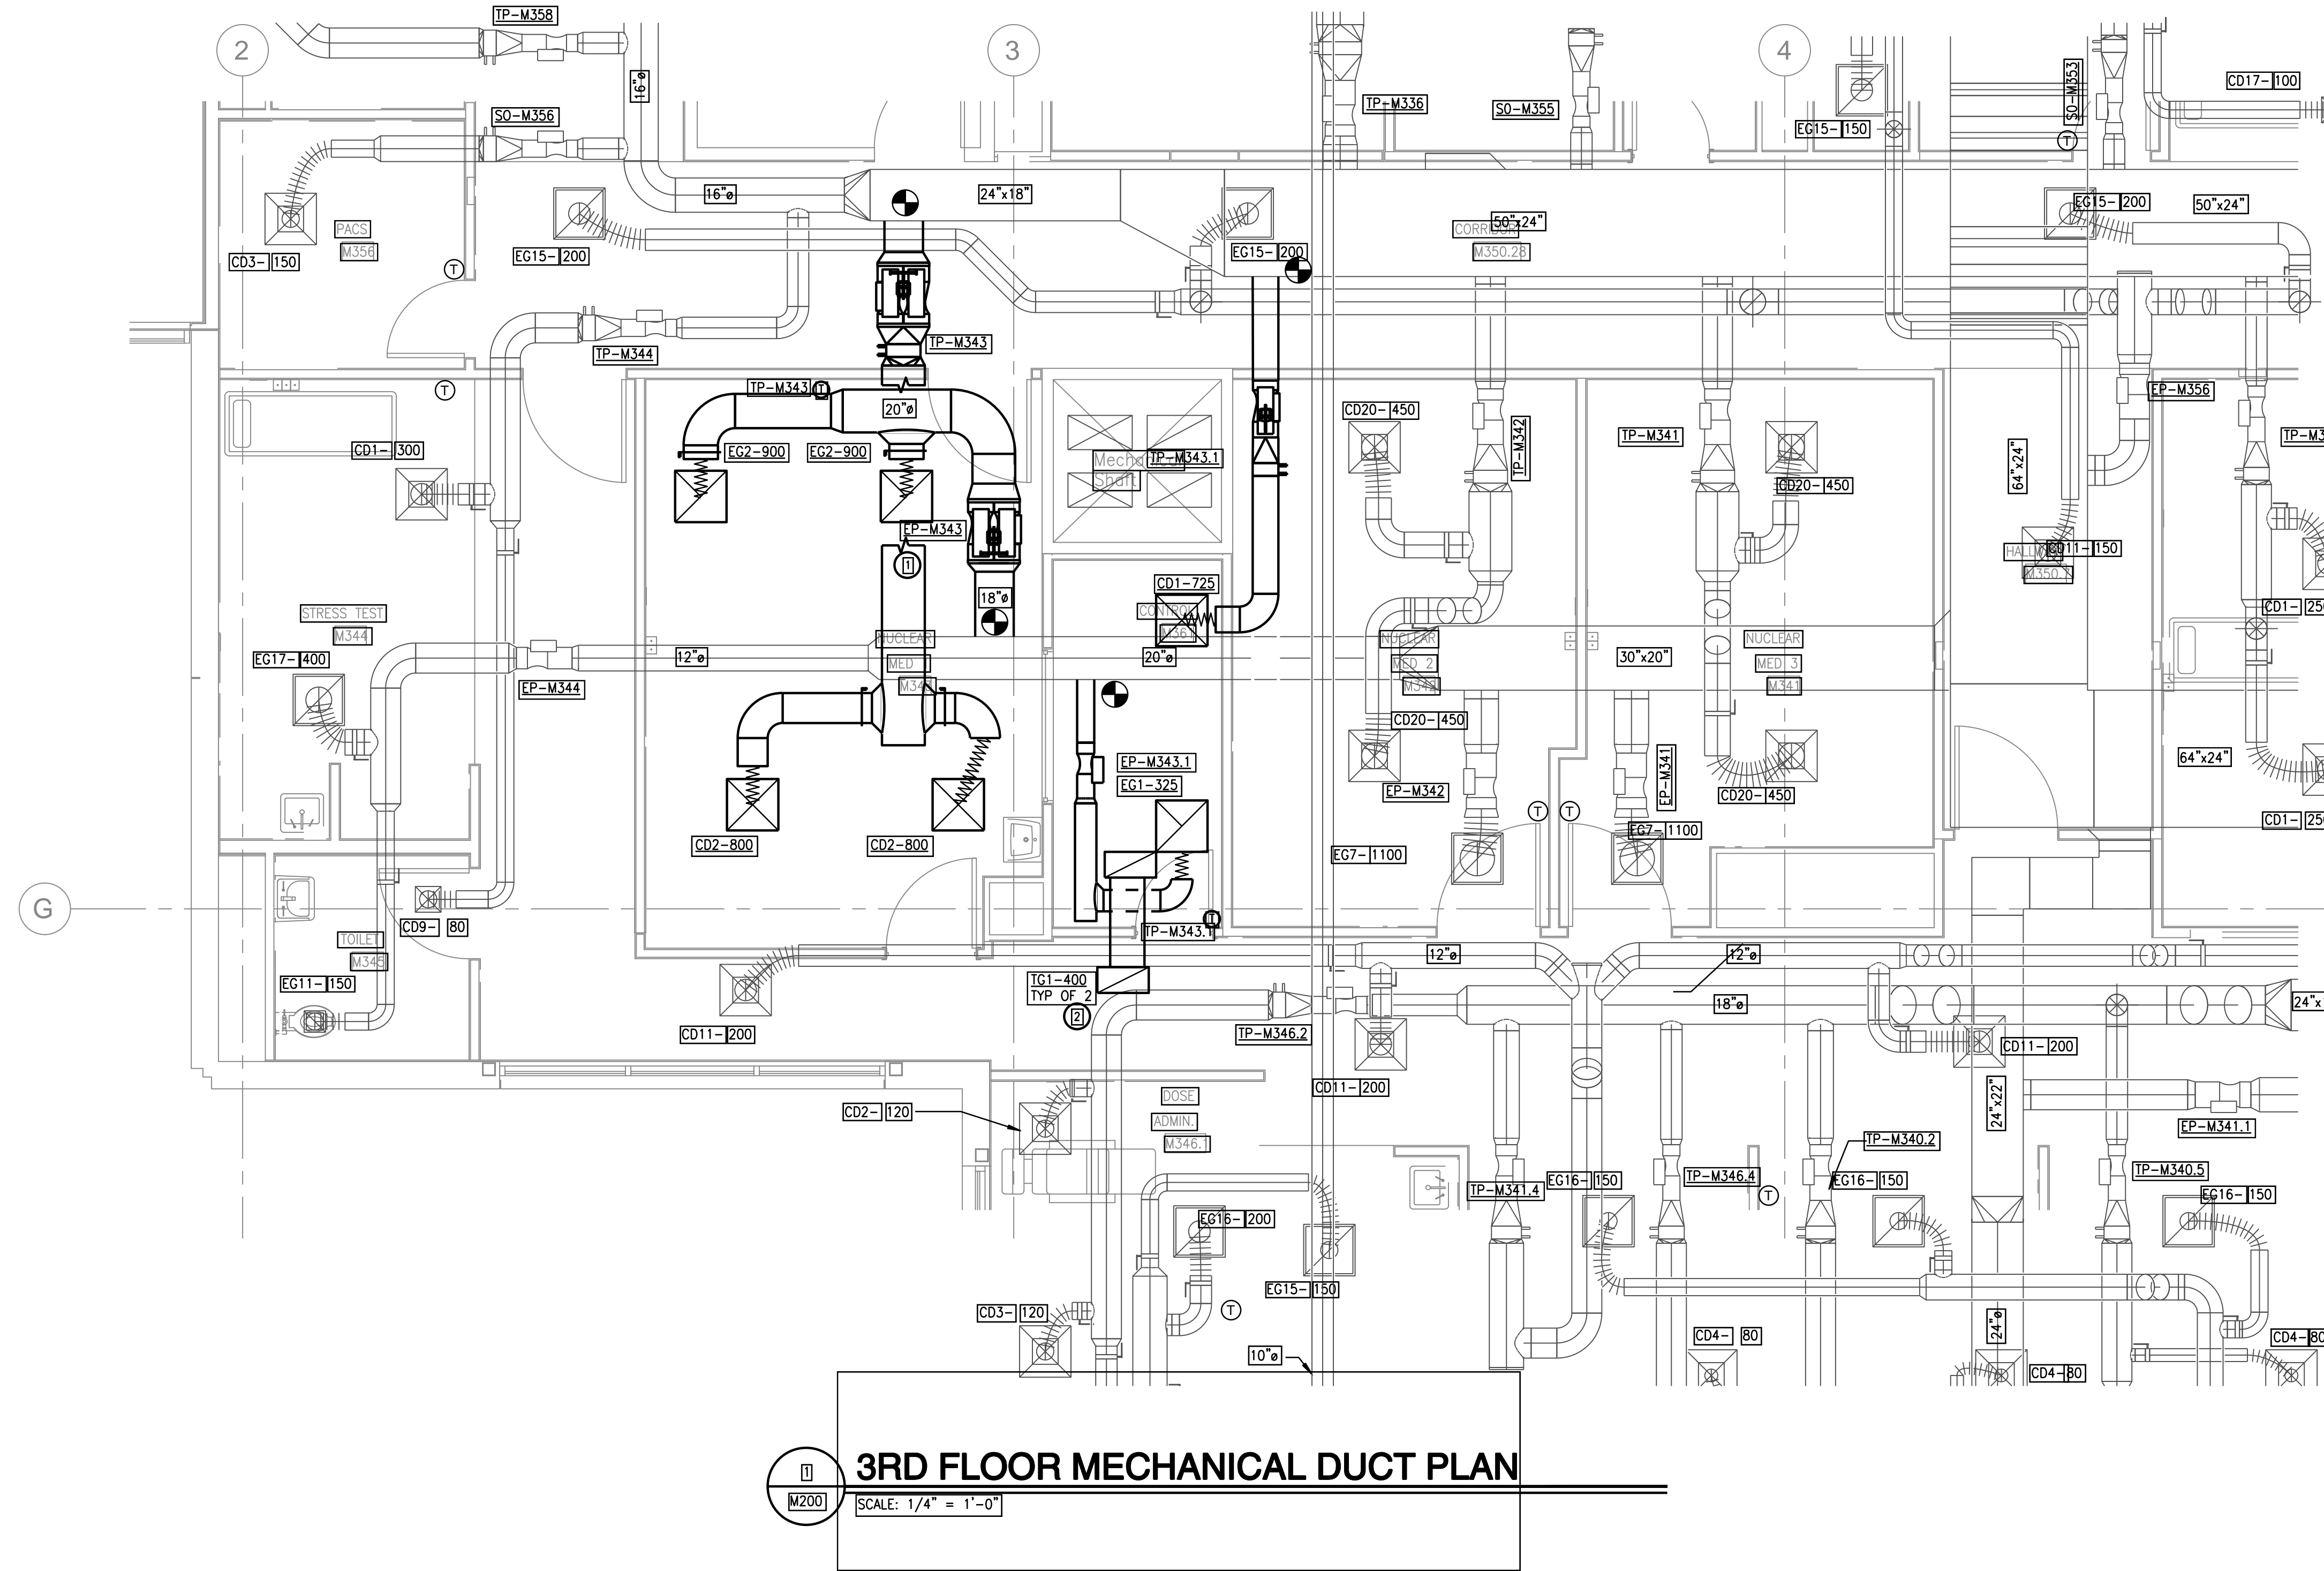 TP-M358
2
3
4
16"ø
TP-M336
SO-M355
SO-M353
CD17- 100
SO-M356
EG15- 150
T
16"ø
24"x18"
EG15- 200
50"x24"
PACS
M356
CORRIDOR
50"x24"
CD3- 150
EG15- 200
EG15- 200
M350.28
T
TP-M344
TP-M343
T
TP-M343
T
20"ø
EP-M356
CD20- 450
TP-M342
TP-M341
CD1- 300
EG2-900
EG2-900
Mechanical
Shaft
TP-M343.1
64"x24"
CD20- 450
EP-M343
1
CD11- 150
CD1-725
18"ø
STRESS TEST
M344
CONTROL
M361
NUCLEAR
MED
NUCLEAR
MED 2
M342
NUCLEAR
MED 3
M341
EG17- 400
12"ø
20"ø
30"x20"
EP-M344
CD20- 450
EP-M343.1
EG1-325
EP-M342
EP-M341
64"x24"
CD20- 450
T
T
CD2-800
CD2-800
EG7- 1100
EG7- 1100
G
CD9- 80
TP-M343.1
T
TOILET
M345
12"ø
12"ø
EG11- 150
TG1-400
TYP OF 2
2
18"ø
CD11- 200
TP-M346.2
CD11- 200
CD11- 200
CD2- 120
DOSE
ADMIN.
M346.1
24"x22"
EP-M341.1
TP-M340.2
TP-M341.4
EG16- 150
TP-M346.4
T
EG16- 150
TP-M340.5
EG16- 150
EG16- 200
EG15- 150
CD3- 120
T
10"ø
CD4- 80
24"ø
CD4- 80
CD4- 80
1
M200
3RD FLOOR MECHANICAL DUCT PLAN
SCALE: 1/4" = 1'-0"